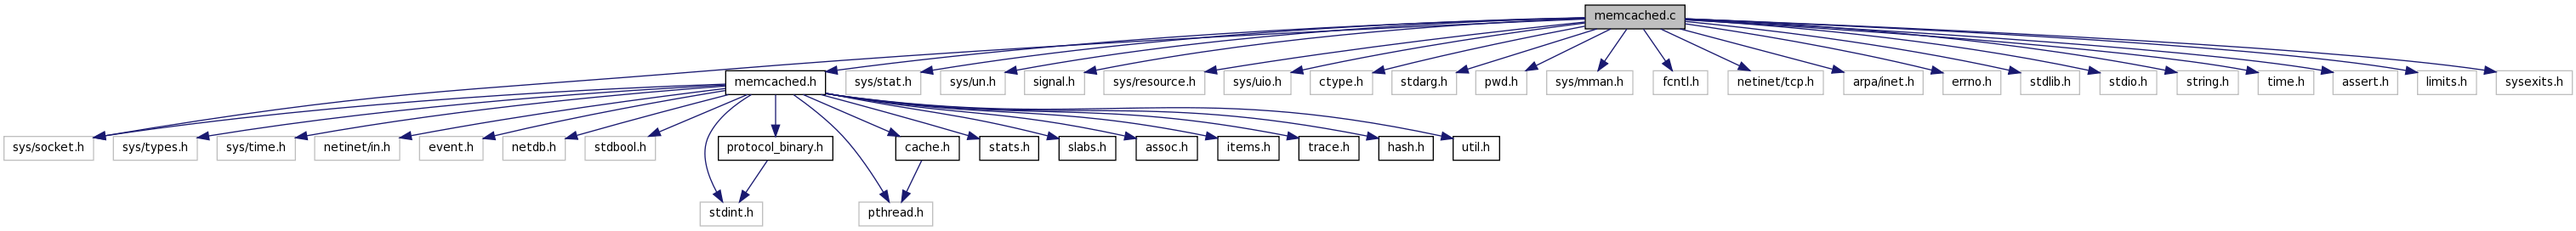 memcached.c
memcached.h
sys/stat.h
sys/un.h
signal.h
sys/resource.h
sys/uio.h
ctype.h
stdarg.h
pwd.h
sys/mman.h
fcntl.h
netinet/tcp.h
arpa/inet.h
errno.h
stdlib.h
stdio.h
string.h
time.h
assert.h
limits.h
sysexits.h
sys/socket.h
sys/types.h
sys/time.h
netinet/in.h
event.h
netdb.h
stdbool.h
protocol_binary.h
cache.h
stats.h
slabs.h
assoc.h
items.h
trace.h
hash.h
util.h
stdint.h
pthread.h